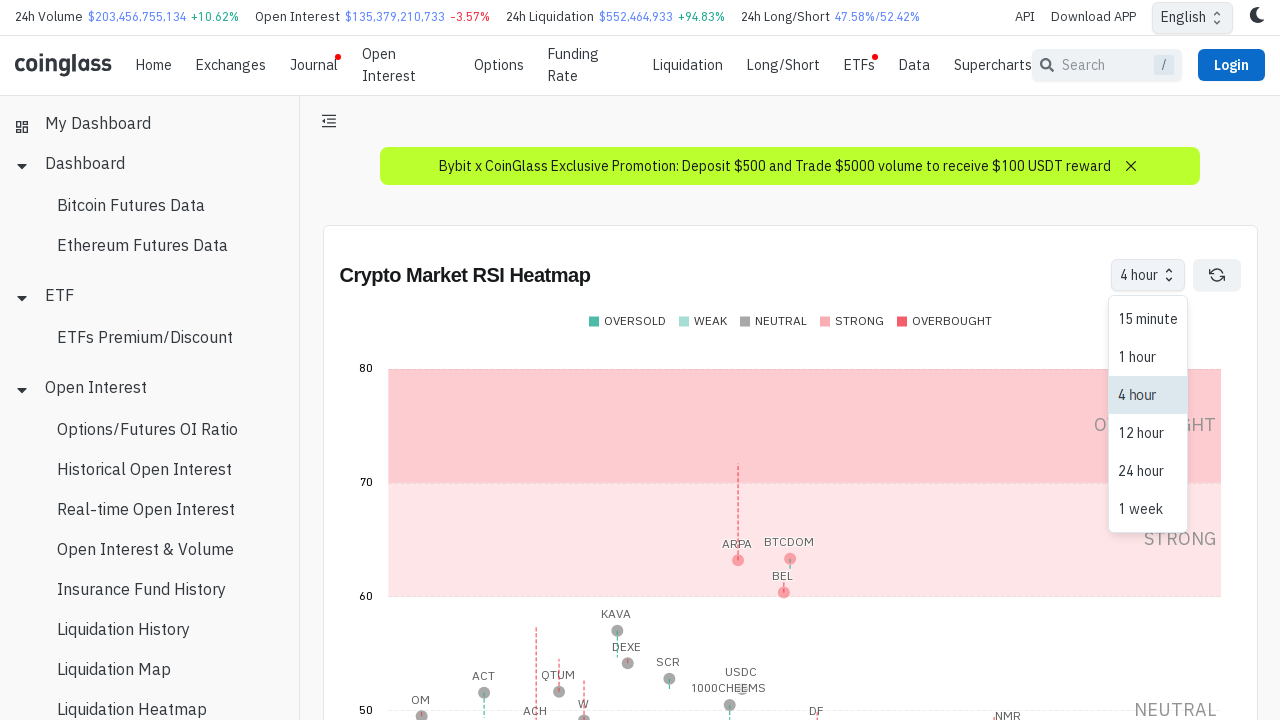 24h Volume $203,456,755,134 +10.62% Open Interest $135,379,210,733 -3.57% 24h Liquidation $552,464,933 +94.83% 24h Long/Short 47.58%/52.42% API Download APP English
coinglass Home Exchanges Journal Open Interest Options Funding Rate Liquidation Long/Short ETFs Data Supercharts Search / Login
My Dashboard
Dashboard
Bitcoin Futures Data
Ethereum Futures Data
ETF
ETFs Premium/Discount
Open Interest
Options/Futures OI Ratio
Historical Open Interest
Real-time Open Interest
Open Interest & Volume
Insurance Fund History
Liquidation History
Liquidation Map
Liquidation Heatmap
Bybit x CoinGlass Exclusive Promotion: Deposit $500 and Trade $5000 volume to receive $100 USDT reward
Crypto Market RSI Heatmap
4 hour
15 minute
1 hour
4 hour
12 hour
24 hour
1 week
OVERSOLD WEAK NEUTRAL STRONG OVERBOUGHT
80
70
ARPA BTCDOM
STRONG
BEL
60
KAVA
DEXE
SCR
USDC
ACT QTUM
1000CHEEMS
OM
W
ACH
DF
NMR
50
NEUTRAL